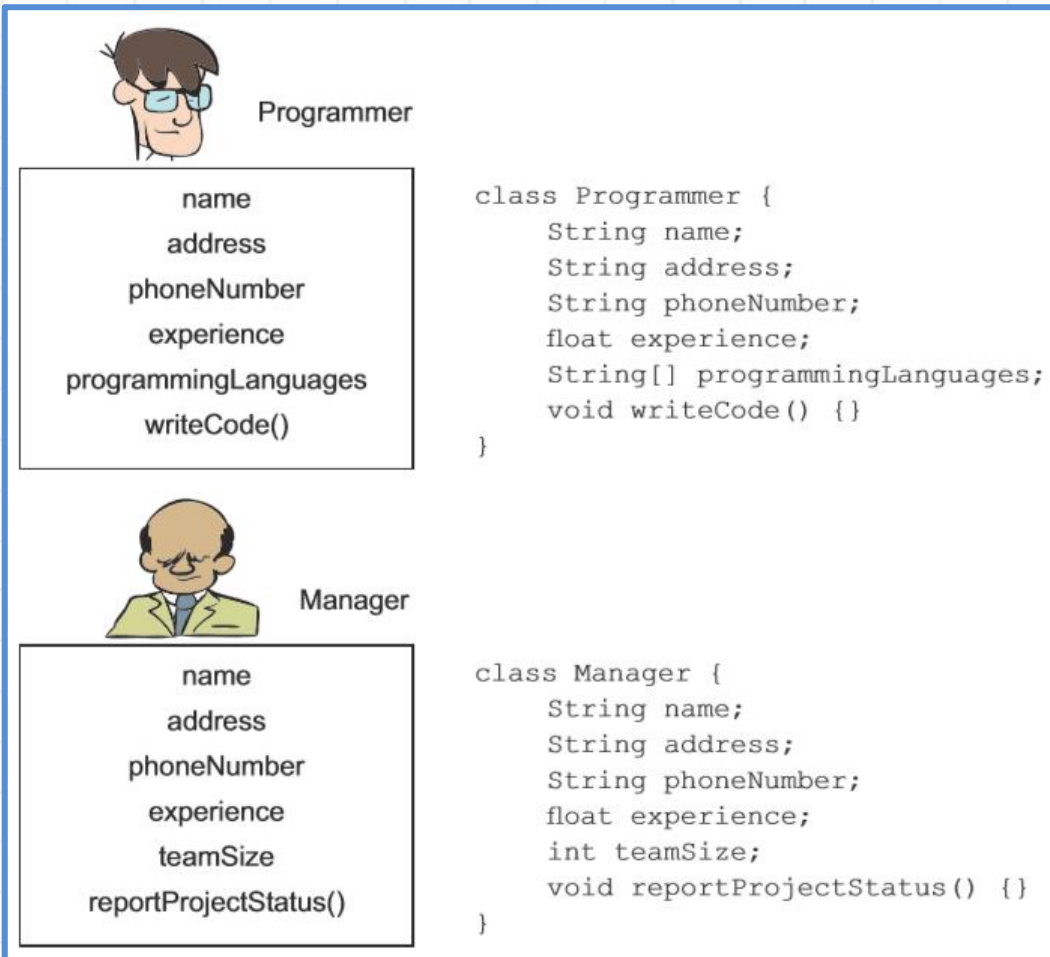 Programmer
name
address
phoneNumber
experience
programmingLanguages
writeCode()
class Programmer {
String name;
String address;
String phoneNumber;
float experience;
String[] programmingLanguages;
void writeCode() {}
}
Manager
name
address
phoneNumber
experience
teamSize
reportProjectStatus()
class Manager {
String name;
String address;
String phoneNumber;
float experience;
int teamSize;
void reportProjectStatus() {}
}